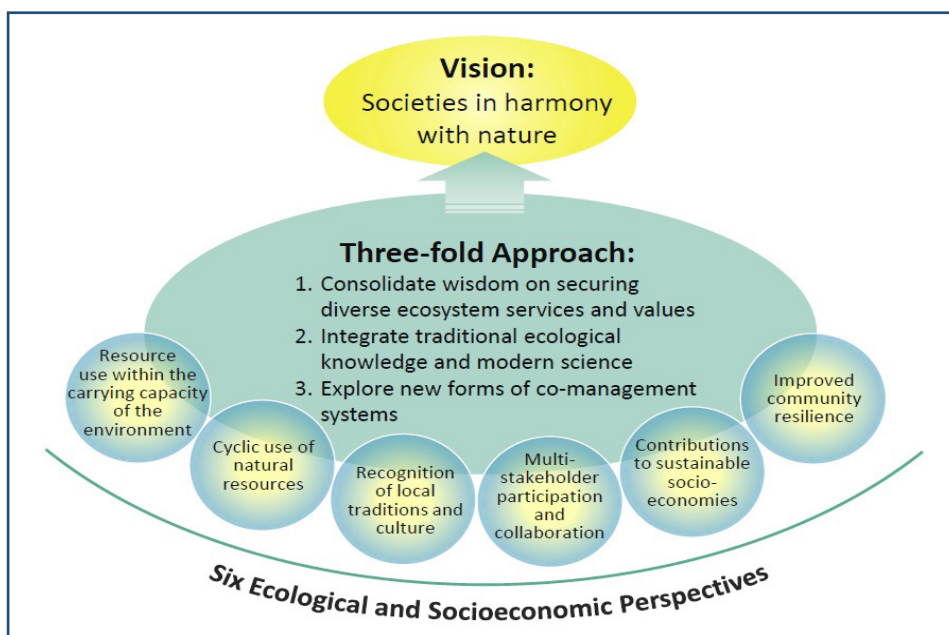 Vision:
Societies in harmony
with nature
Three-fold Approach:
1. Consolidate wisdom on securing
diverse ecosystem services and values
2. Integrate traditional ecological
knowledge and modern science
3. Explore new forms of co-management
systems
Resource
use within the
carrying capacity
of the
environment
Cyclic use of
natural
resources
Recognition
of local
traditions and
culture
Multi-
stakeholder
participation
and
collaboration
Contributions
to sustainable
socio-
economies
Improved
community
resilience
Six Ecological and Socioeconomic Perspectives